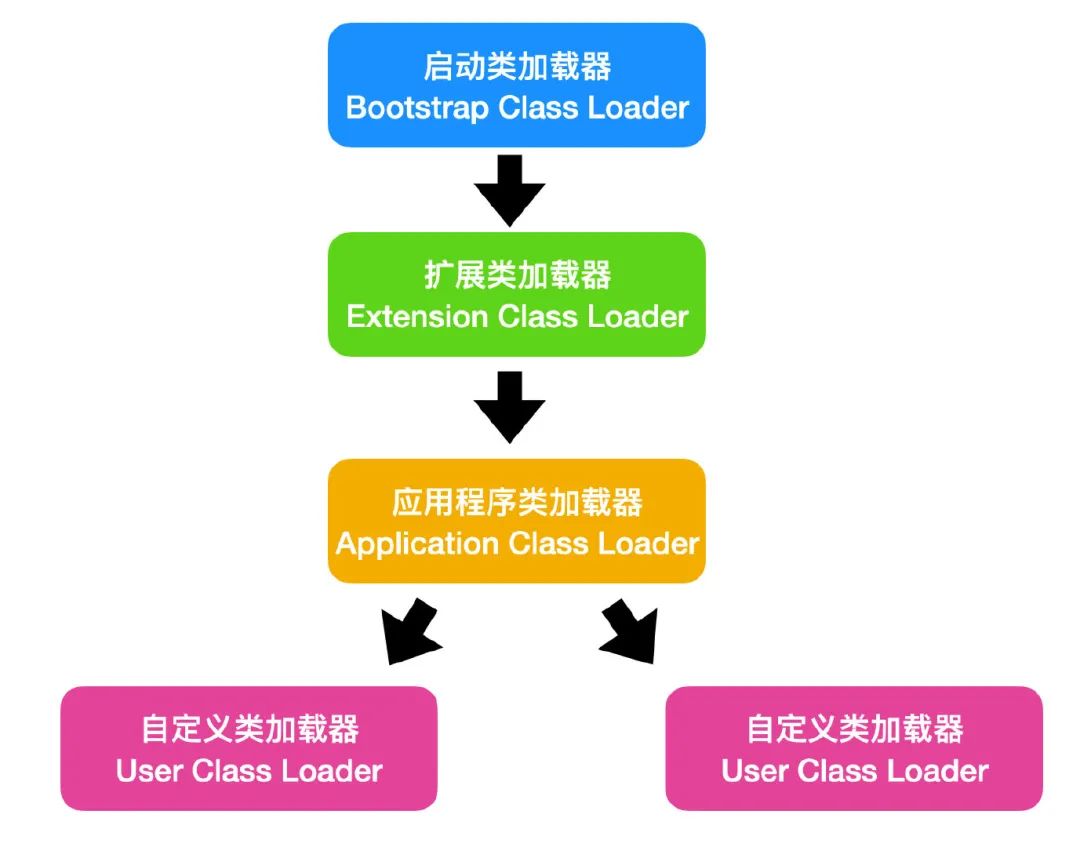 启动类加载器
Bootstrap Class Loader
扩展类加载器
Extension Class Loader
应用程序类加载器
Application Class Loader
自定义类加载器
User Class Loader
自定义类加载器
User Class Loader